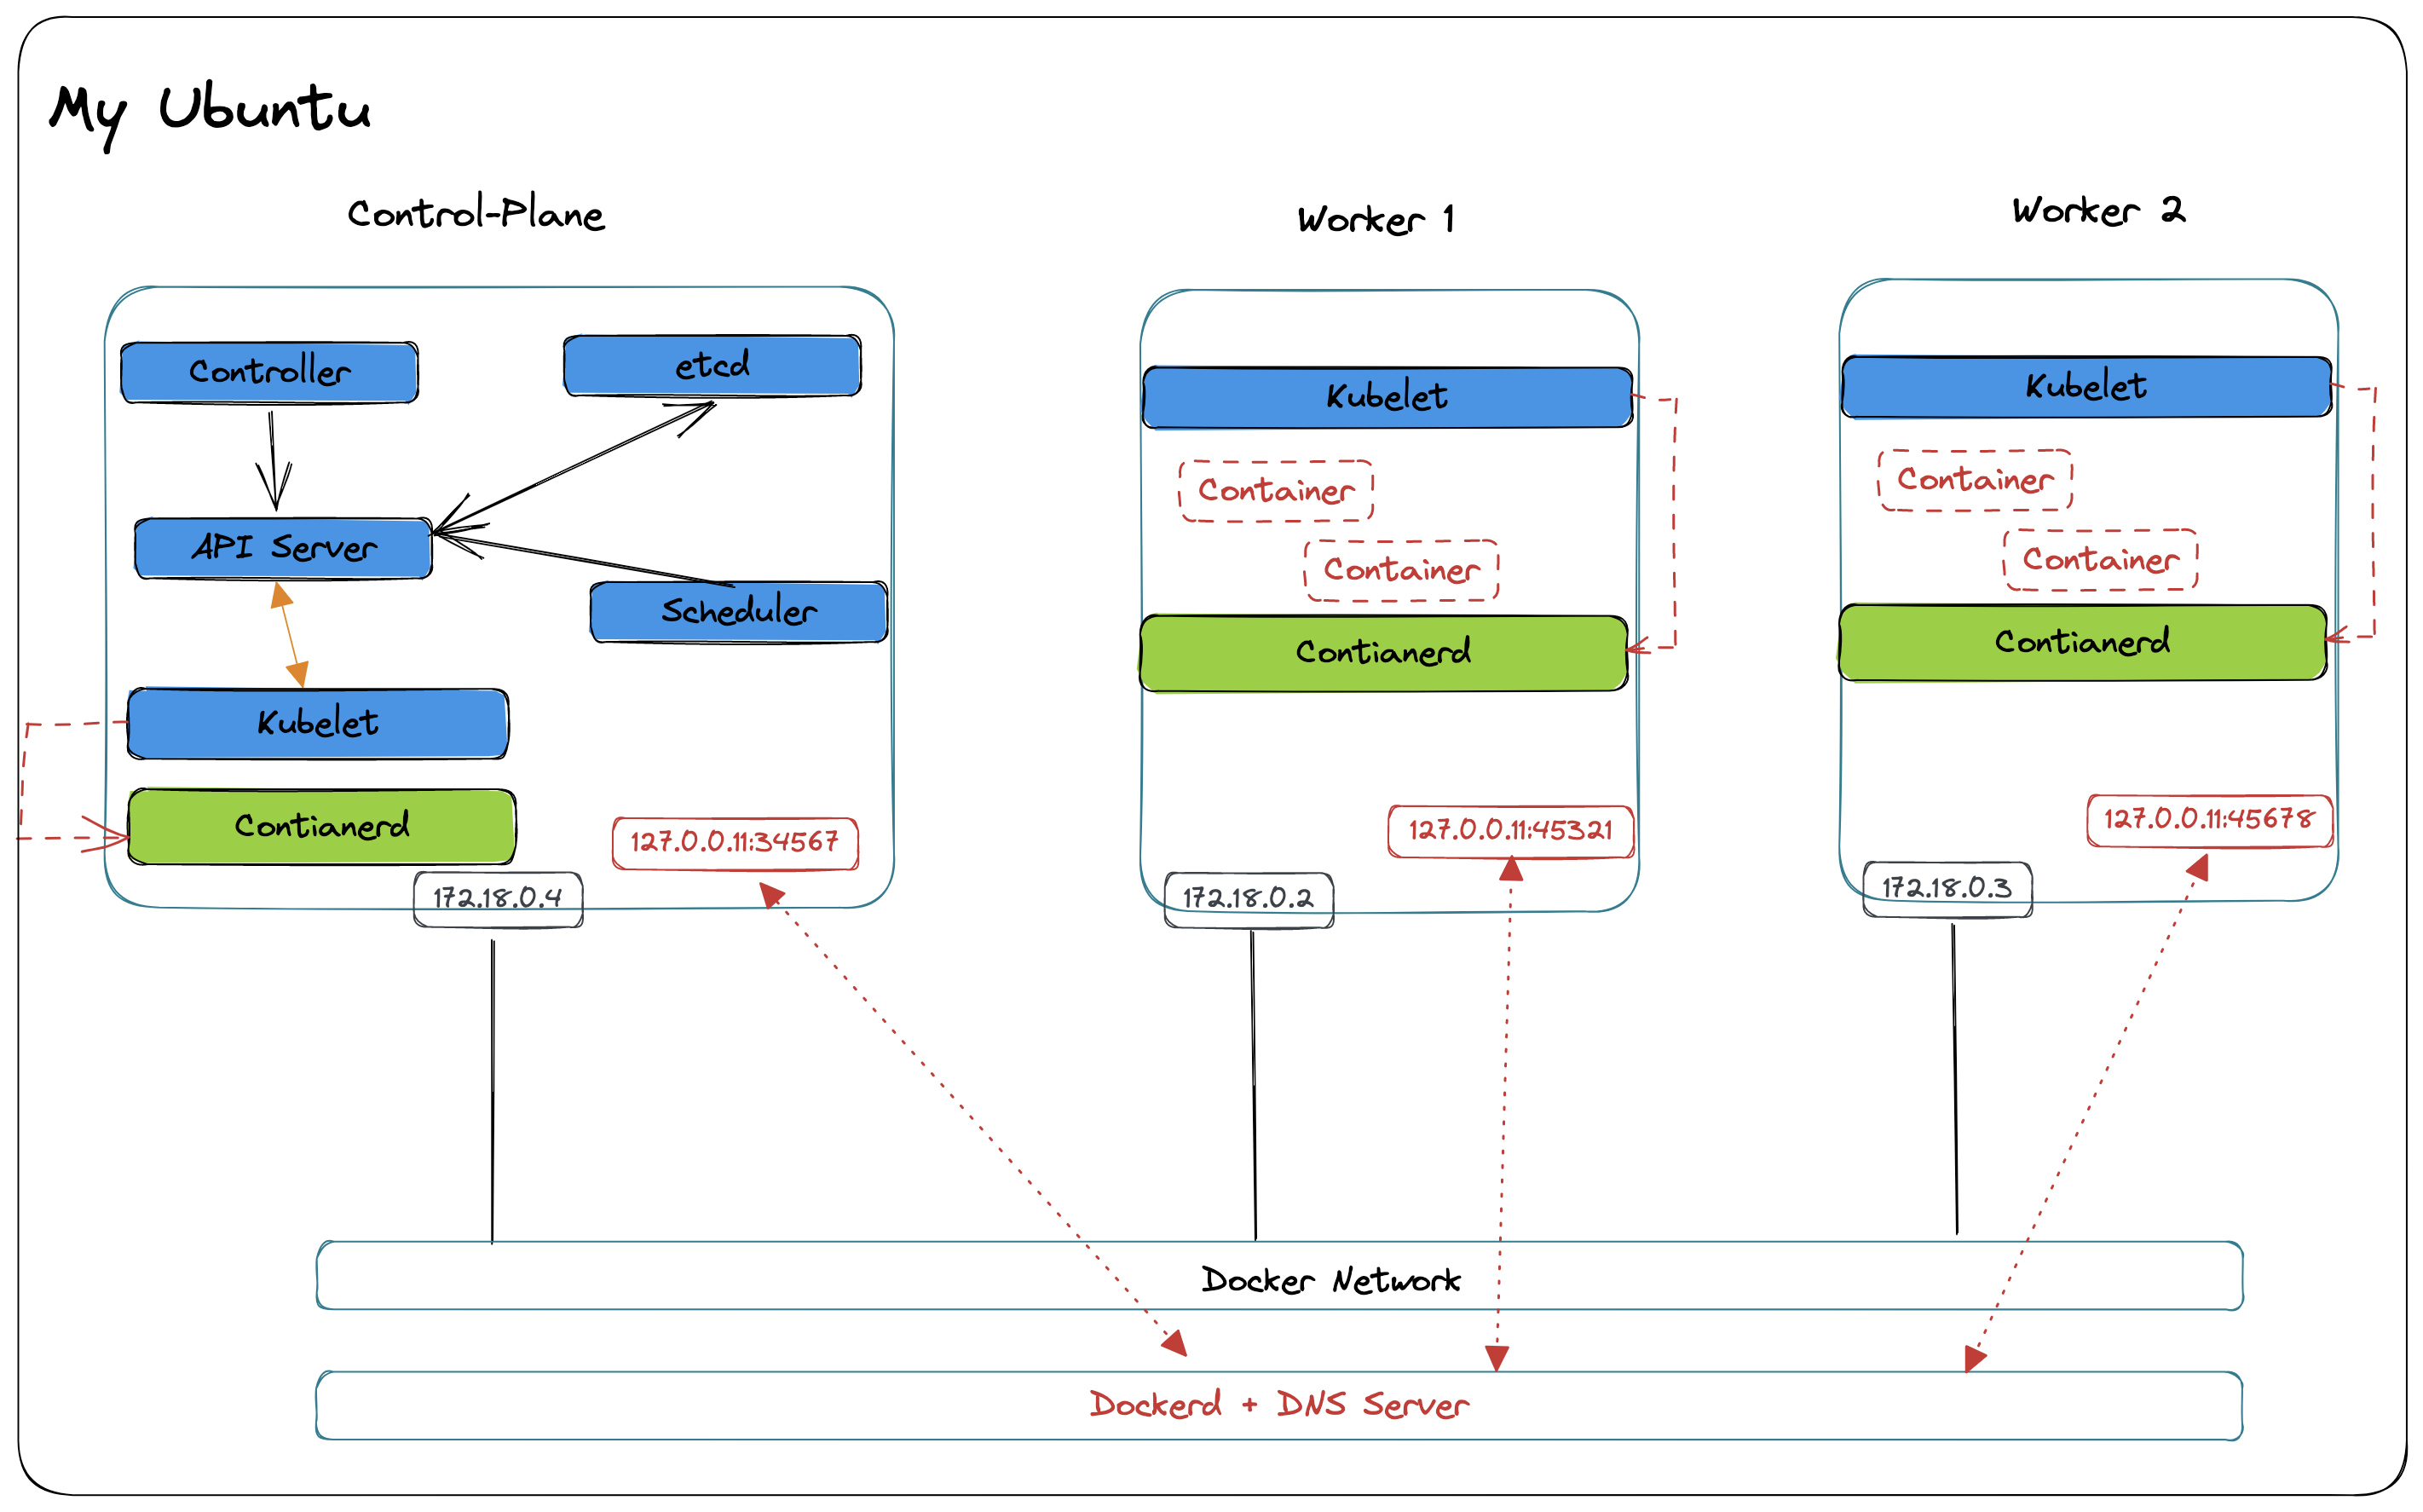 My Ubuntu
Control-Plane
Controller
etcd
API Server
Scheduler
Kubelet
Contianerd
127.0.0.11:34567
172.18.0.4
Worker 1
Kubelet
Container
Container
Contianerd
127.0.0.11:45321
172.18.0.2
Worker 2
Kubelet
Container
Container
Contianerd
127.0.0.11:45678
172.18.0.3
Docker Network
Dockerd + DNS Server